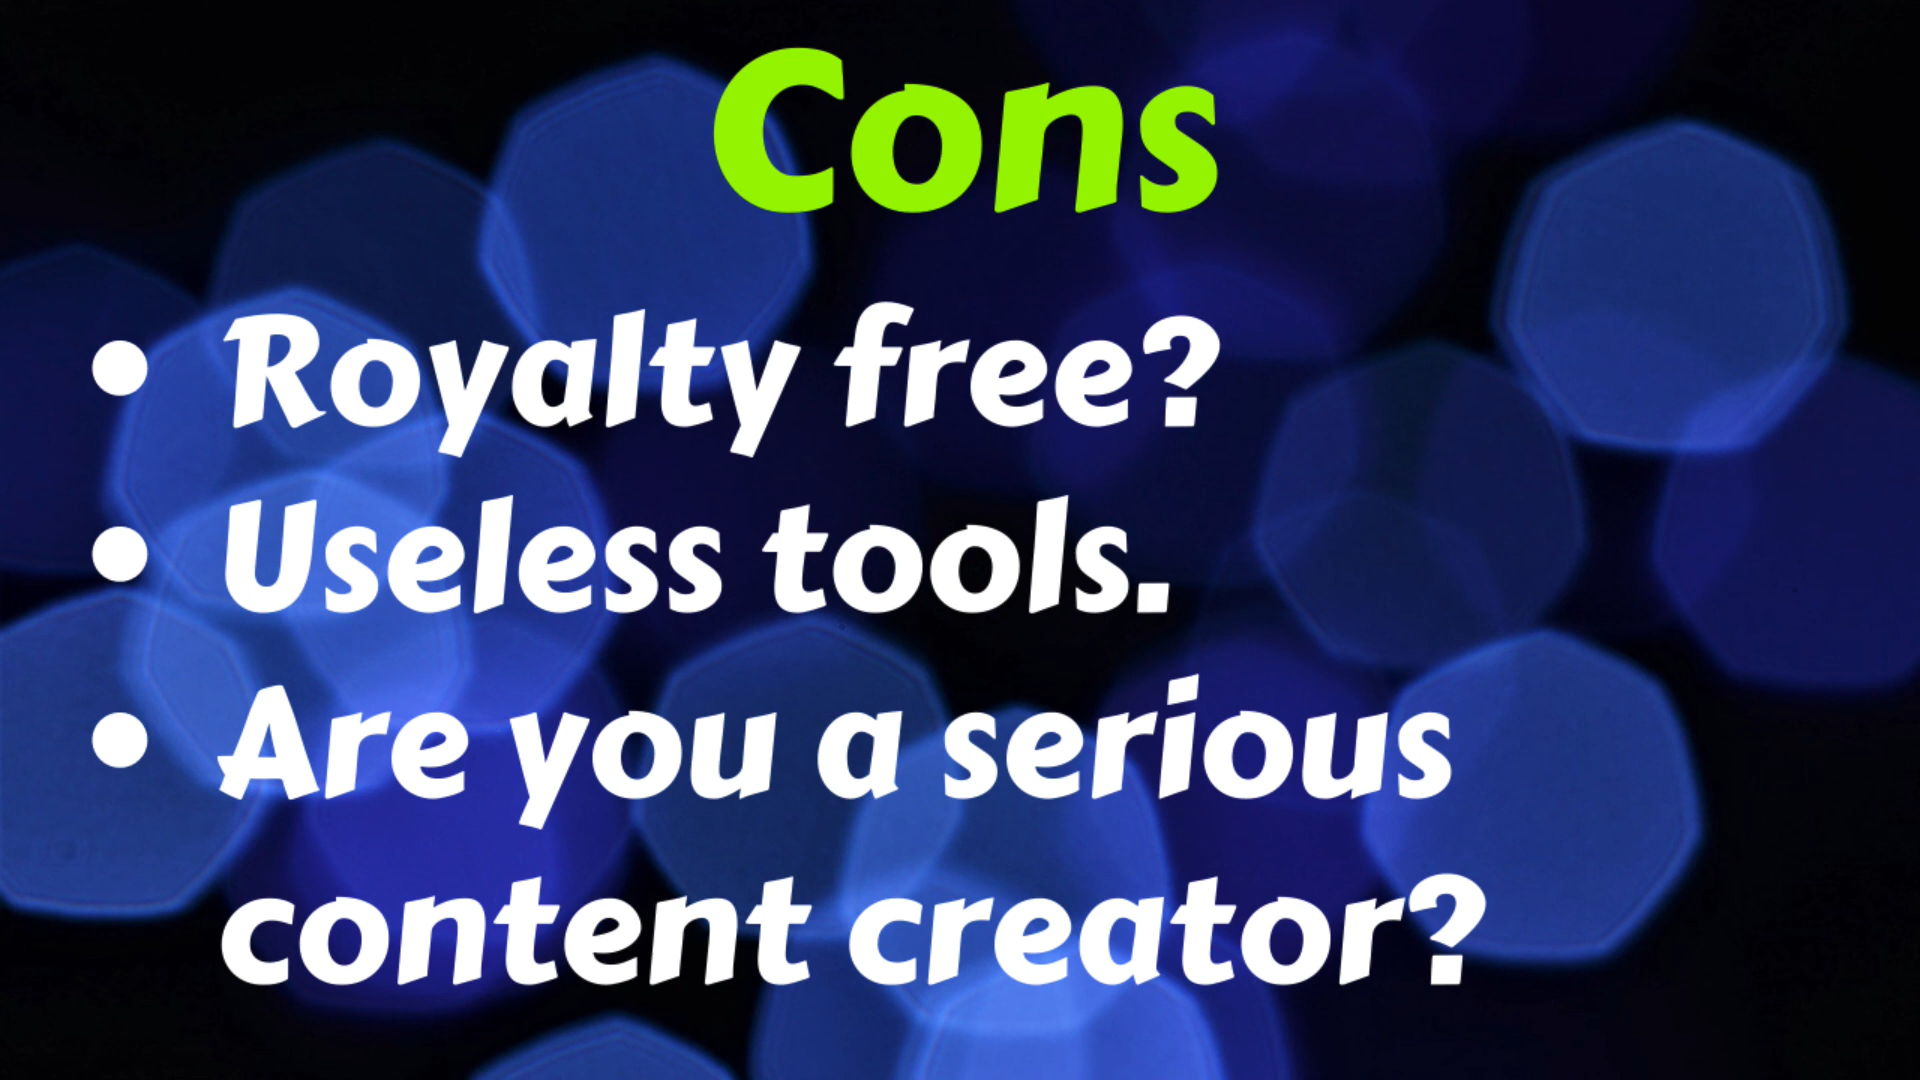 Cons
• Royalty free?
• Useless tools.
• Are you a serious
content creator?